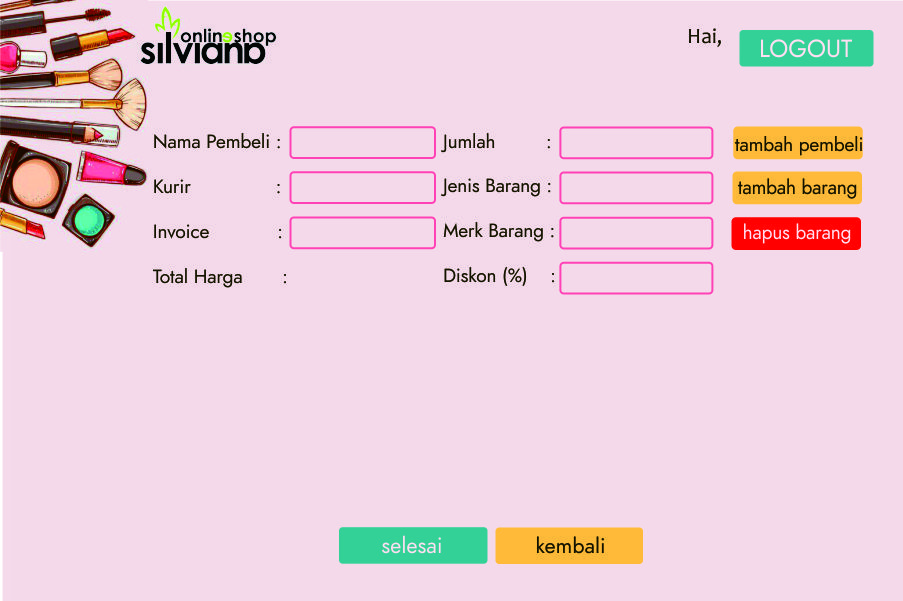 onlineshop
silviana
Hai,
LOGOUT
Nama Pembeli :
Jumlah :
tambah pembeli
Kurir :
Jenis Barang :
tambah barang
Invoice :
Merk Barang :
hapus barang
Total Harga :
Diskon (%) :
selesai
kembali